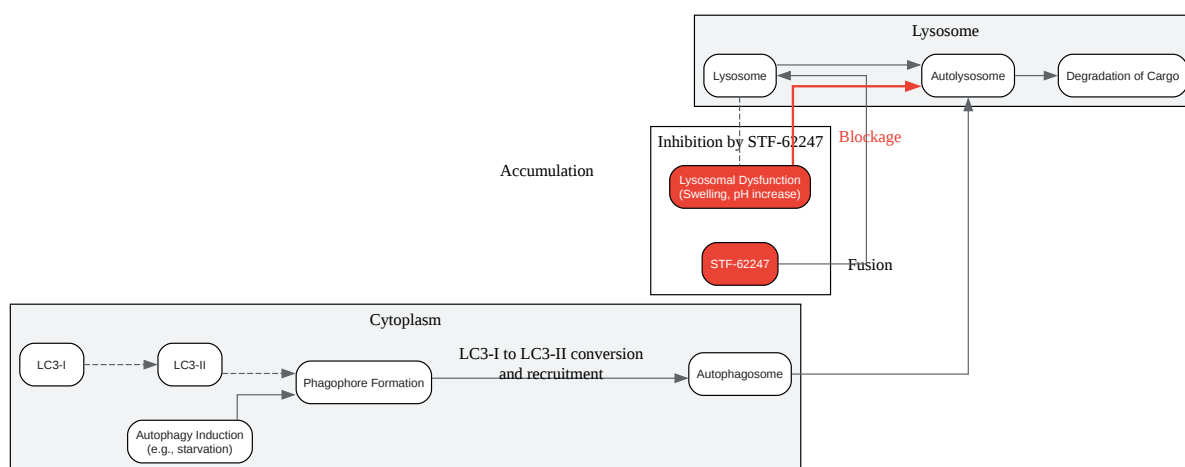 Lysosome
Lysosome
Autolysosome
Degradation of Cargo
Blockage
Inhibition by STF-62247
Accumulation
Lysosomal Dysfunction
(Swelling, pH increase)
STF-62247
Fusion
Cytoplasm
LC3-I
LC3-II
Phagophore Formation
LC3-I to LC3-II conversion
and recruitment
Autophagosome
Autophagy Induction
(e.g., starvation)